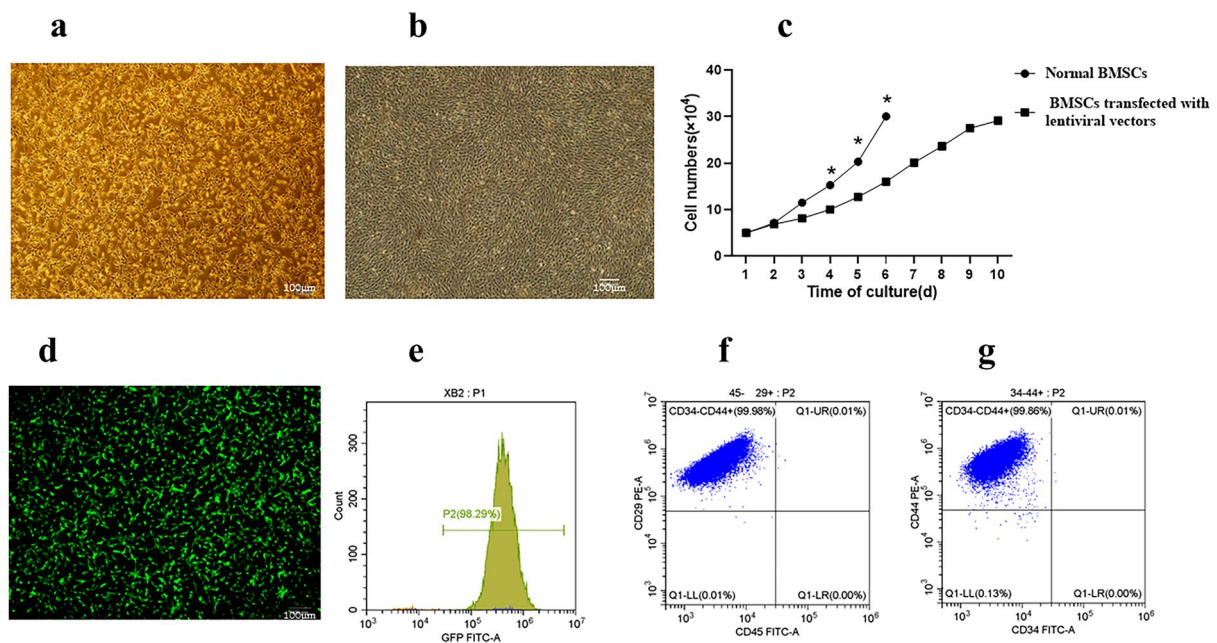 a
b
c
100μm
100μm
40
30
20
10
0
Cell numbers(×10⁴)
* * *
1 2 3 4 5 6 7 8 9 10
Time of culture(d)
Normal BMSCs
BMSCs transfected with
lentiviral vectors
d
e
f
g
100μm
XB2 : P1
300
200
100
0
Count
P2(98.29%)
10³ 10⁴ 10⁵ 10⁶ 10⁷
GFP FITC-A
45- 29+ : P2
CD34-CD44+(99.98%) Q1-UR(0.01%)
10⁷
10⁶
10⁵
10⁴
10³
CD29 PE-A
Q1-LL(0.01%) Q1-LR(0.00%)
10³ 10⁴ 10⁵ 10⁶
CD45 FITC-A
34-44+ : P2
CD34-CD44+(99.86%) Q1-UR(0.01%)
10⁷
10⁶
10⁵
10⁴
10³
CD44 PE-A
Q1-LL(0.13%) Q1-LR(0.00%)
10³ 10⁴ 10⁵ 10⁶
CD34 FITC-A